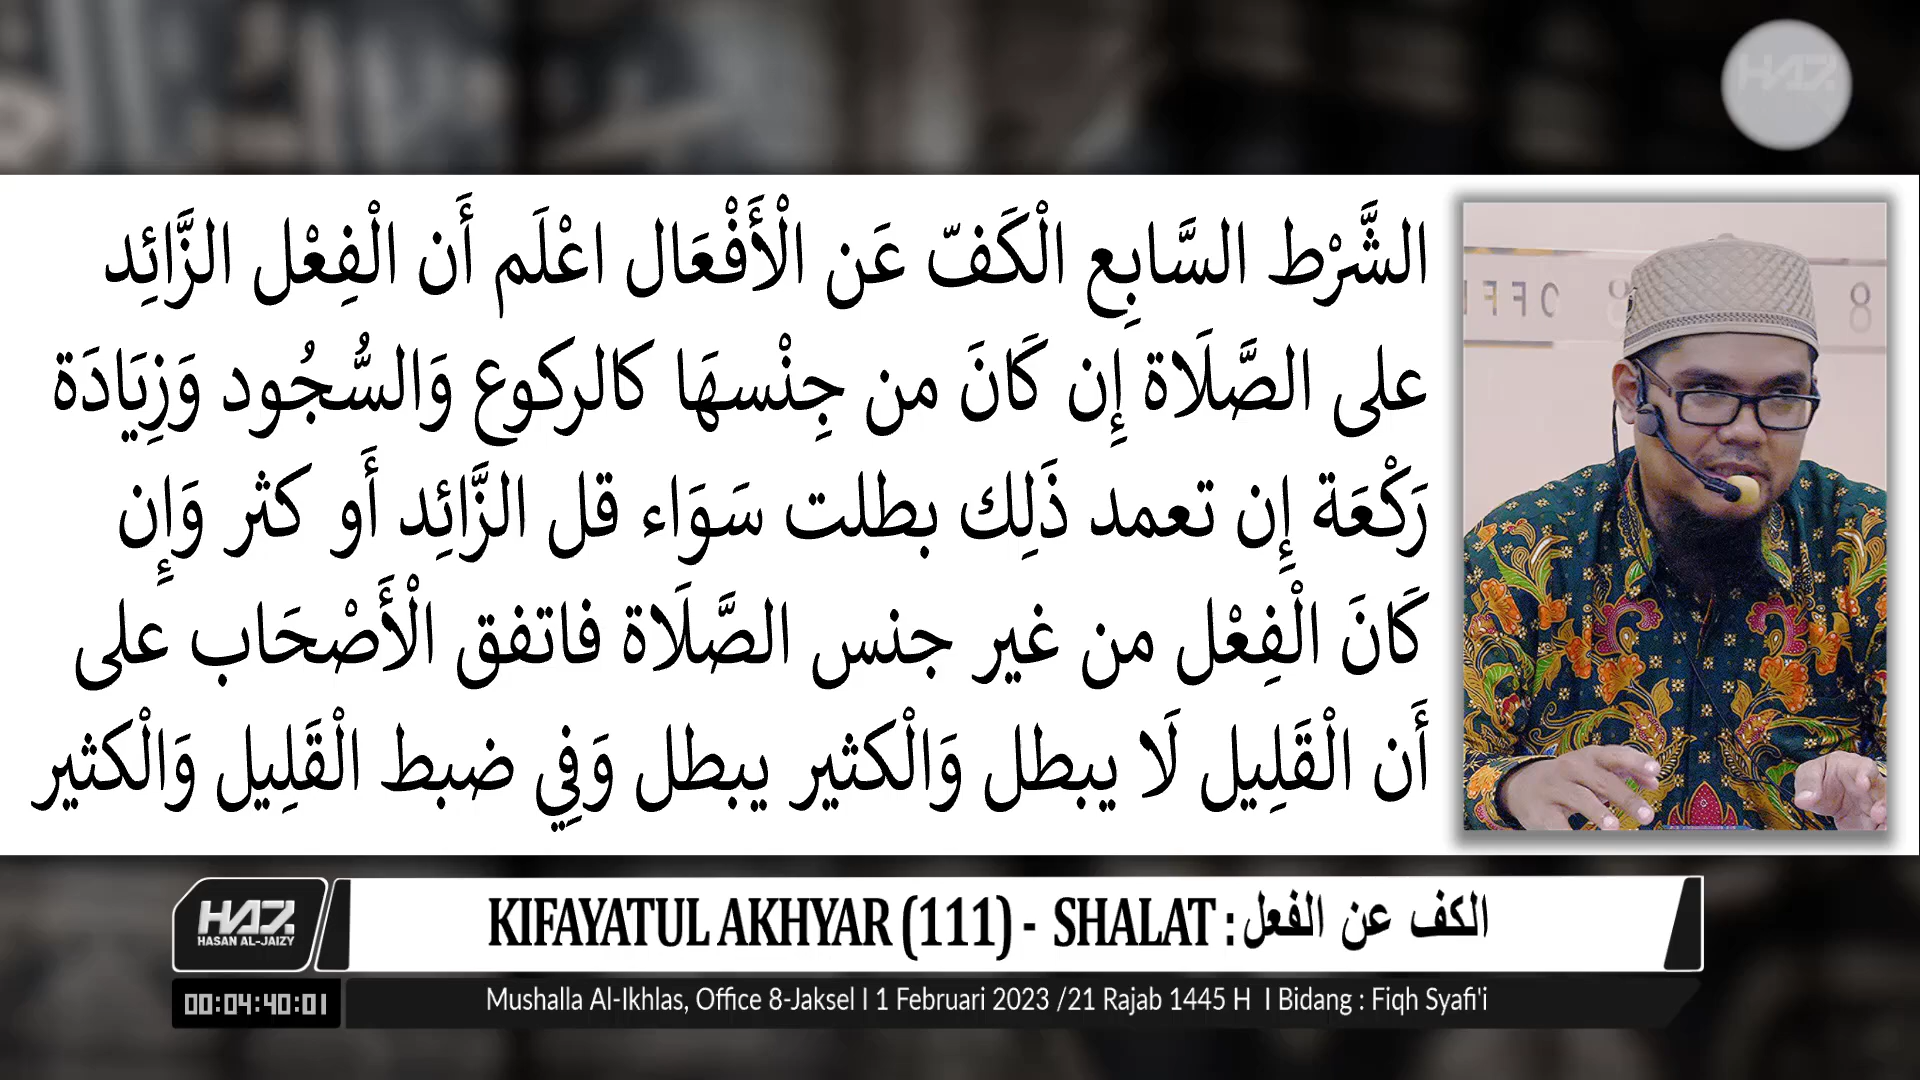 HAZ.
الشَّرْط السَّابِع الْكَفّ عَن الْأَفْعَال اعْلَم أَن الْفِعْل الزَّائِد
على الصَّلَاة إِن كَانَ من جِنْسهَا كالركوع وَالسُّجُود وَزِيَادَة
رَكْعَة إِن تعمد ذَلِك بطلت سَوَاء قل الزَّائِد أَو كثر وَإِن
كَانَ الْفِعْل من غير جنس الصَّلَاة فاتفق الْأَصْحَاب على
أَن الْقَلِيل لَا يبطل وَالْكثير يبطل وَفِي ضبط الْقَلِيل وَالْكثير
8
HAZ.
HASAN AL-JAIZY
KIFAYATUL AKHYAR (111) - SHALAT : الكف عن الفعل
00:04:40:01
Mushalla Al-Ikhlas, Office 8-Jaksel I 1 Februari 2023 /21 Rajab 1445 H I Bidang : Fiqh Syafi'i